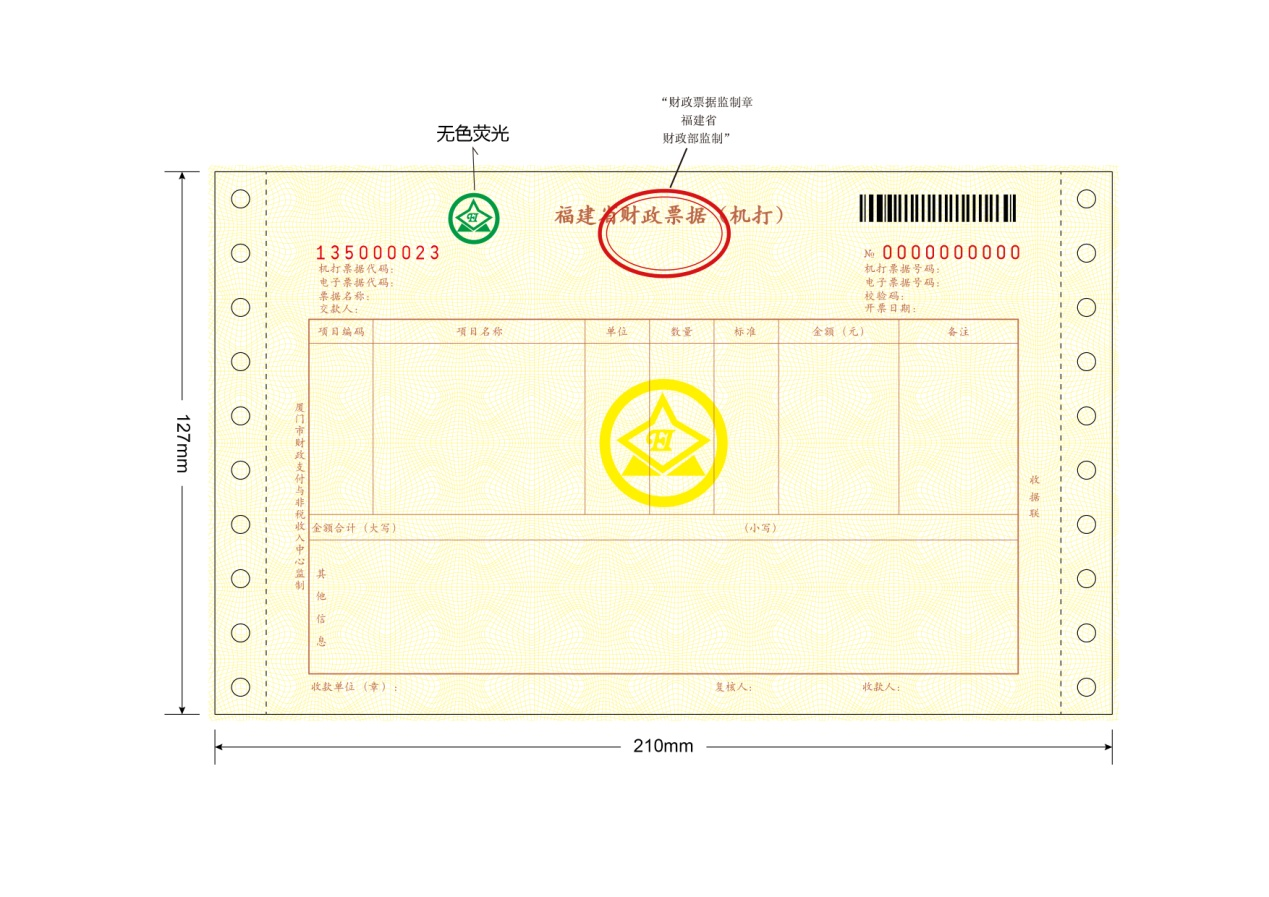 “财政票据监制章
福建省
财政部监制”
无色荧光
福建省财政票据（机打）
135000023
№ 0000000000
机打票据代码：
机打票据号码：
电子票据代码：
电子票据号码：
票据名称：
校验码：
交款人：
开票日期：
项目编码 项目名称 单位 数量 标准 金额（元） 备注
厦门市财政支付与非税收入中心监制
收据联
金额合计（大写） （小写）
其他信息
收款单位（章）： 复核人： 收款人：
127mm
210mm